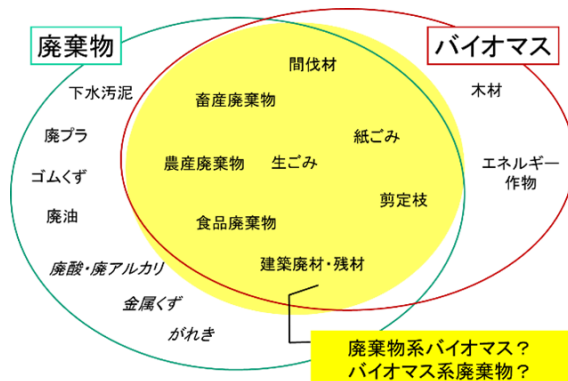 廃棄物
バイオマス
間伐材
下水汚泥
木材
畜産廃棄物
廃プラ
紙ごみ
農産廃棄物
生ごみ
エネルギー
作物
ゴムくず
剪定枝
廃油
食品廃棄物
廃酸・廃アルカリ
建築廃材・残材
金属くず
がれき
廃棄物系バイオマス？
バイオマス系廃棄物？